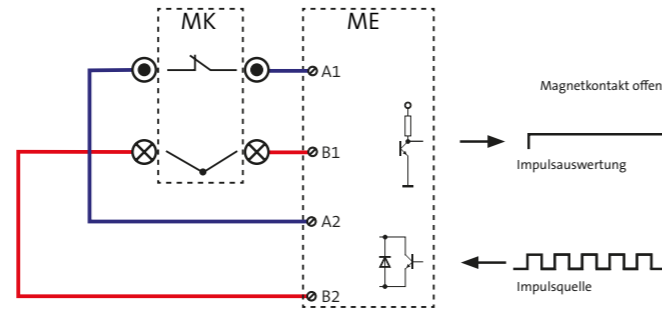 MK
ME
A1
Magnetkontakt offen
B1
Impulsauswertung
A2
Impulsquelle
B2